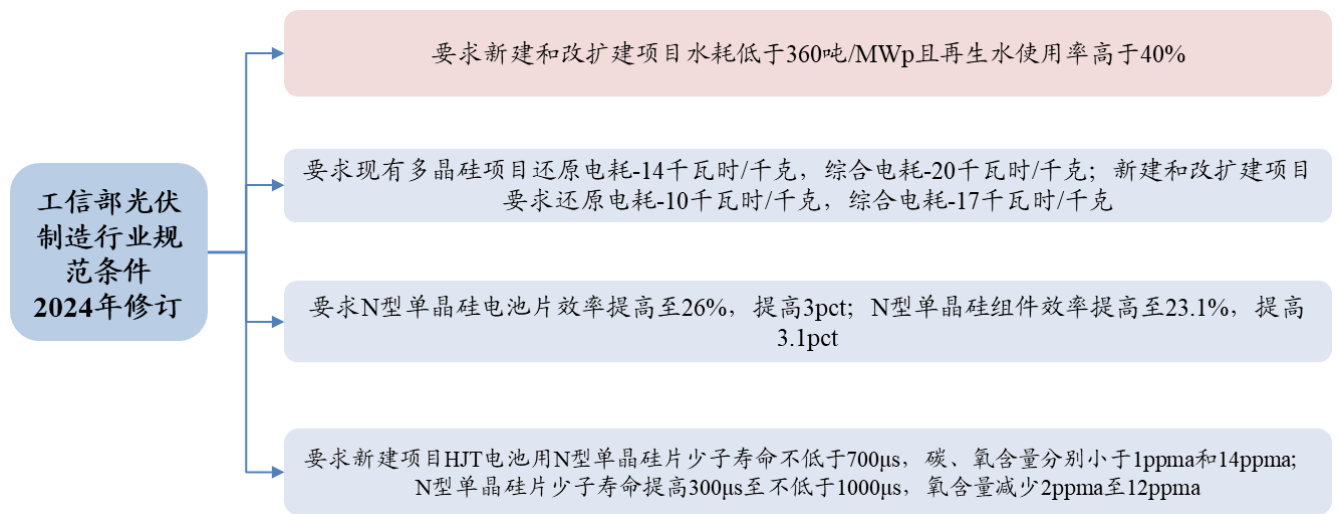 工信部光伏
制造行业规
范条件
2024年修订
要求新建和改扩建项目水耗低于360吨/MWp且再生水使用率高于40%
要求现有多晶硅项目还原电耗-14千瓦时/千克，综合电耗-20千瓦时/千克；新建和改扩建项目
要求还原电耗-10千瓦时/千克，综合电耗-17千瓦时/千克
要求N型单晶硅电池片效率提高至26%，提高3pct；N型单晶硅组件效率提高至23.1%，提高
3.1pct
要求新建项目HJT电池用N型单晶硅片少子寿命不低于700μs，碳、氧含量分别小于1ppma和14ppma;
N型单晶硅片少子寿命提高300μs至不低于1000μs，氧含量减少2ppma至12ppma